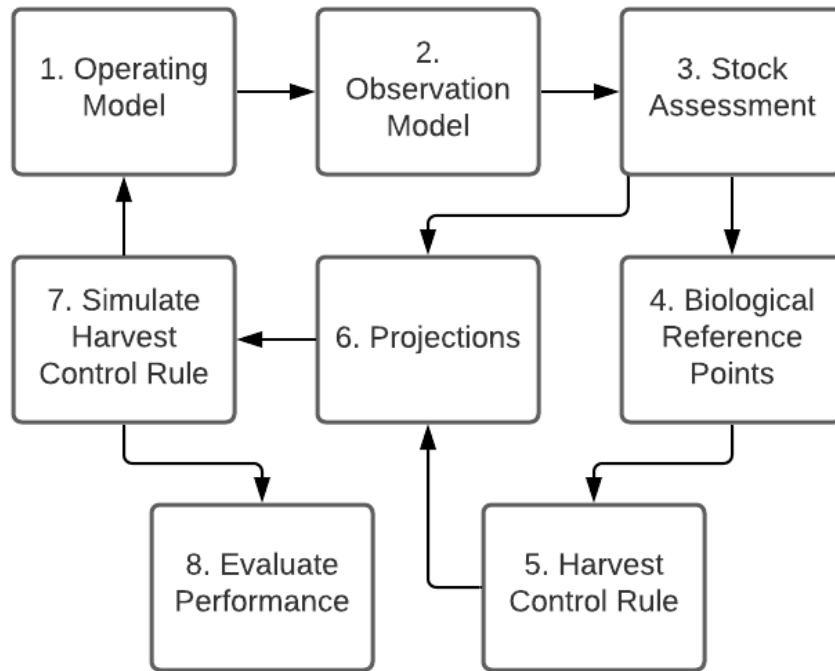 1. Operating
Model
2.
Observation
Model
3. Stock
Assessment
4. Biological
Reference
Points
5. Harvest
Control Rule
6. Projections
7. Simulate
Harvest
Control Rule
8. Evaluate
Performance